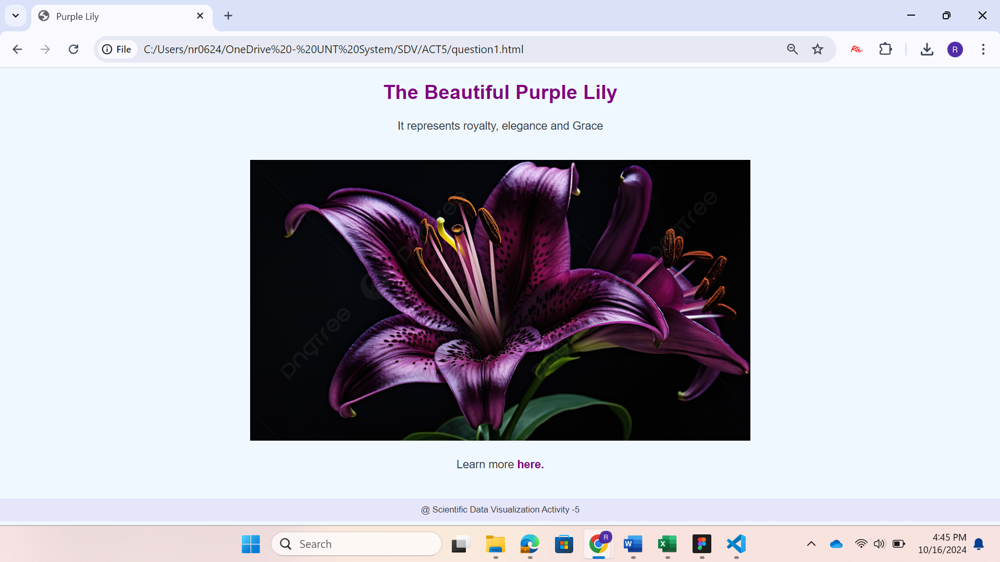 Purple Lily
File
C:/Users/nr0624/OneDrive%20-%20UNT%20System/SDV/ACT5/question1.html
R
The Beautiful Purple Lily
It represents royalty, elegance and Grace
pngtree
pngtree
pngtree
pngtree
Learn more here.
@ Scientific Data Visualization Activity -5
Search
R
W
X
4:45 PM
10/16/2024